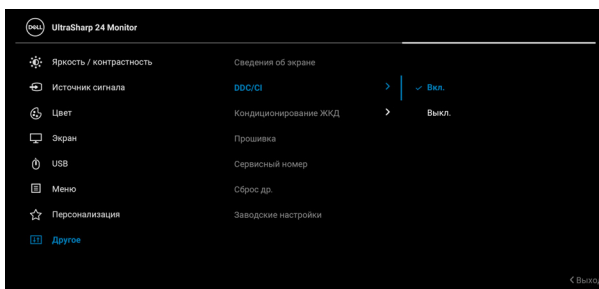 DELL UltraSharp 24 Monitor
Яркость / контрастность Сведения об экране
Источник сигнала DDC/CI Вкл.
Цвет Кондиционирование ЖКД Выкл.
Экран Прошивка
USB Сервисный номер
Меню Сброс др.
Персонализация Заводские настройки
Другое
Выход